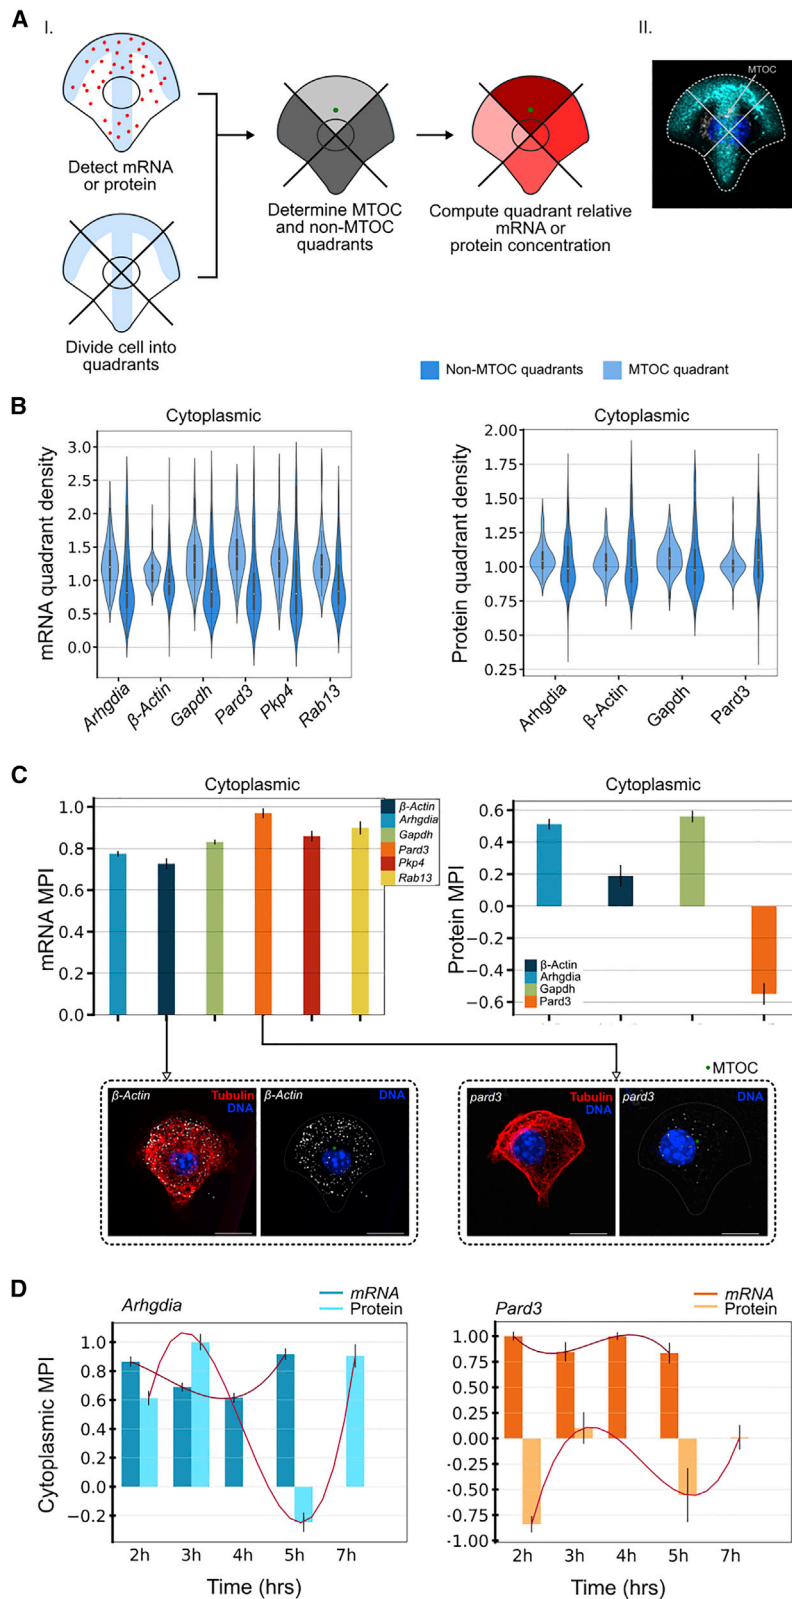 A
I.
II.
MTOC
Detect mRNA
or protein
Determine MTOC
and non-MTOC
quadrants
Compute quadrant relative
mRNA or
protein concentration
Divide cell into
quadrants
Non-MTOC quadrants
MTOC quadrant
B
Cytoplasmic
mRNA quadrant density
3.0
2.5
2.0
1.5
1.0
0.5
0.0
Arhgdia
β-Actin
Gapdh
Pard3
Pkp4
Rab13
Cytoplasmic
Protein quadrant density
2.00
1.75
1.50
1.25
1.00
0.75
0.50
0.25
Arhgdia
β-Actin
Gapdh
Pard3
C
Cytoplasmic
mRNA MPI
1.0
0.8
0.6
0.4
0.2
0.0
β-Actin
Arhgdia
Gapdh
Pard3
Pkp4
Rab13
Cytoplasmic
Protein MPI
0.6
0.4
0.2
0.0
−0.2
−0.4
−0.6
β-Actin
Arhgdia
Gapdh
Pard3
MTOC
β-Actin
Tubulin
DNA
β-Actin
DNA
pard3
Tubulin
DNA
pard3
DNA
D
Arhgdia
mRNA
Protein
Cytoplasmic MPI
1.0
0.8
0.6
0.4
0.2
0.0
−0.2
2h
3h
4h
5h
7h
Time (hrs)
Pard3
mRNA
Protein
1.00
0.75
0.50
0.25
0.00
-0.25
-0.50
-0.75
-1.00
2h
3h
4h
5h
7h
Time (hrs)